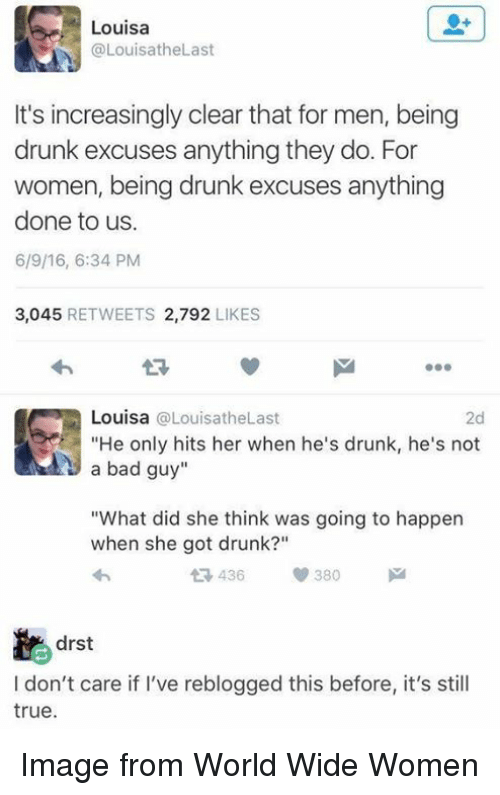 Louisa
@LouisatheLast
It's increasingly clear that for men, being
drunk excuses anything they do. For
women, being drunk excuses anything
done to us.
6/9/16, 6:34 PM
3,045 RETWEETS 2,792 LIKES
Louisa @LouisatheLast 2d
"He only hits her when he's drunk, he's not
a bad guy"
"What did she think was going to happen
when she got drunk?"
436 380
drst
I don't care if I've reblogged this before, it's still
true.
Image from World Wide Women